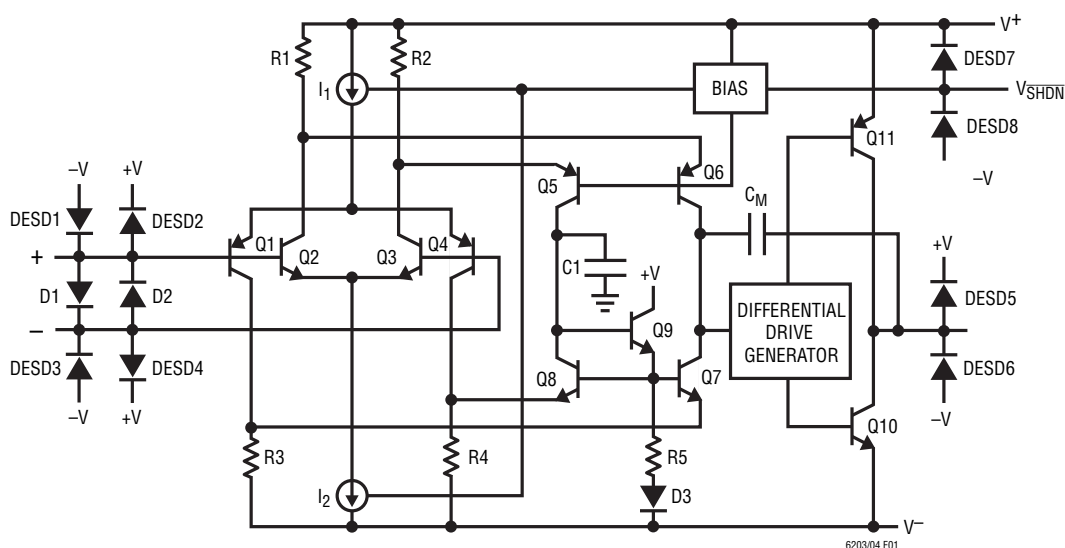 V+
R1
R2
DESD7
I1
BIAS
VSHDN
DESD8
–V
+V
Q11
Q5
Q6
CM
–V
DESD1
DESD2
+
Q1
Q2
Q3
Q4
C1
+V
+V
D1
D2
Q9
DIFFERENTIAL
DRIVE
GENERATOR
DESD5
–
DESD3
DESD4
Q8
Q7
DESD6
–V
+V
–V
Q10
R3
R4
R5
I2
D3
V–
6203/04 F01